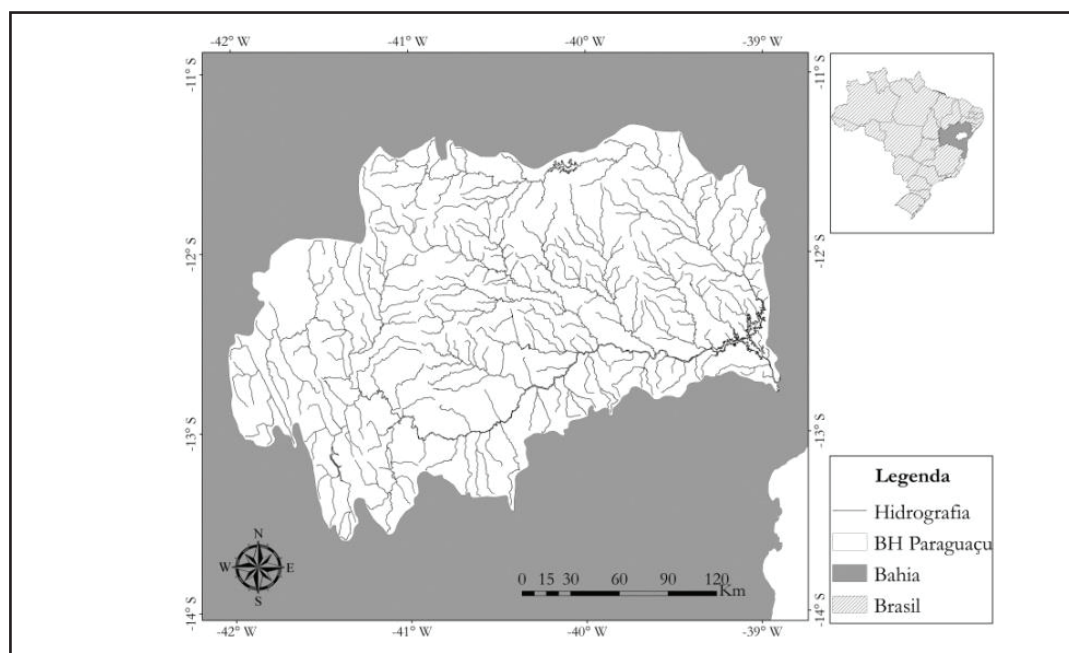 -42° W -41° W -40° W -39° W
-11° S -11° S
-12° S -12° S
-13° S -13° S
-14° S -14° S
N
W E
S
0 15 30 60 90 120
Km
-42° W -41° W -40° W -39° W
Legenda
Hidrografia
BH Paraguaçu
Bahia
Brasil